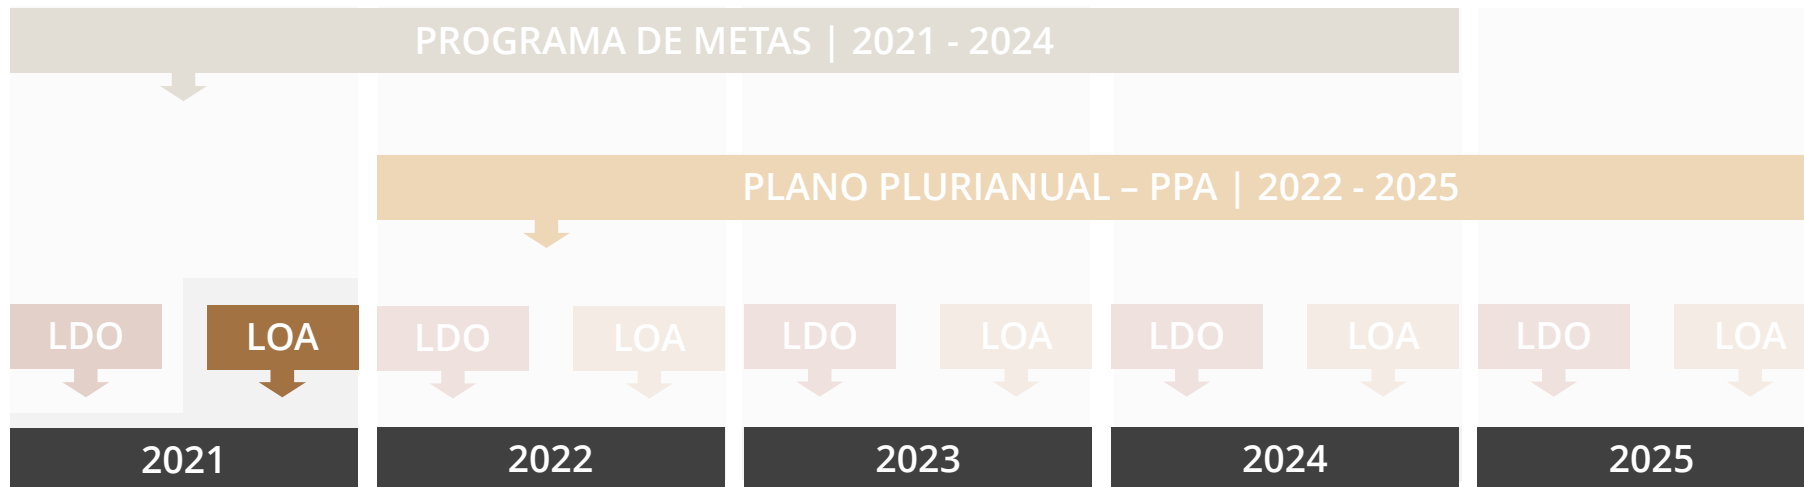 PROGRAMA DE METAS | 2021 - 2024
PLANO PLURIANUAL – PPA | 2022 - 2025
LDO LOA LDO LOA LDO LOA LDO LOA LDO LOA
2021 2022 2023 2024 2025